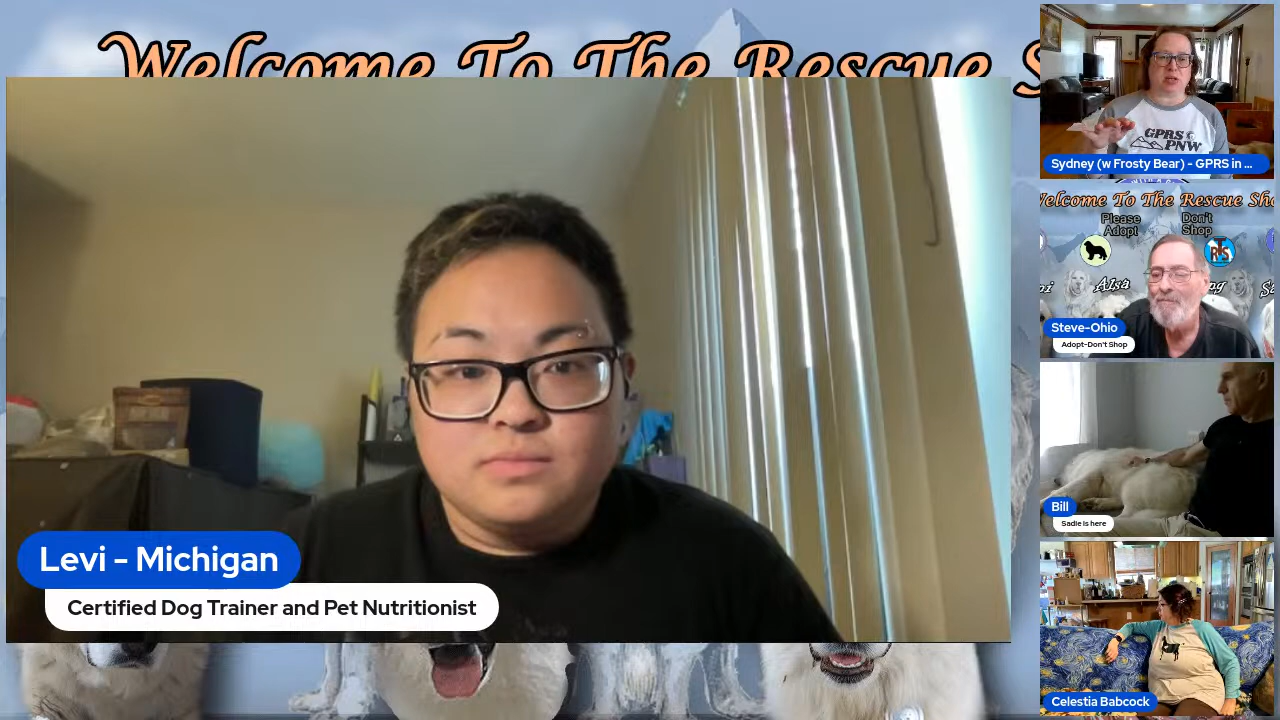 Welcome To The Rescue S
Levi - Michigan
Certified Dog Trainer and Pet Nutritionist
GPRS
PNW
Sydney (w Frosty Bear) - GPRS in ...
Welcome To The Rescue Sho
Please
Adopt
Don't
Shop
TRS
Alsa
Steve-Ohio
Adopt-Don't Shop
Bill
Sadie is here
Celestia Babcock